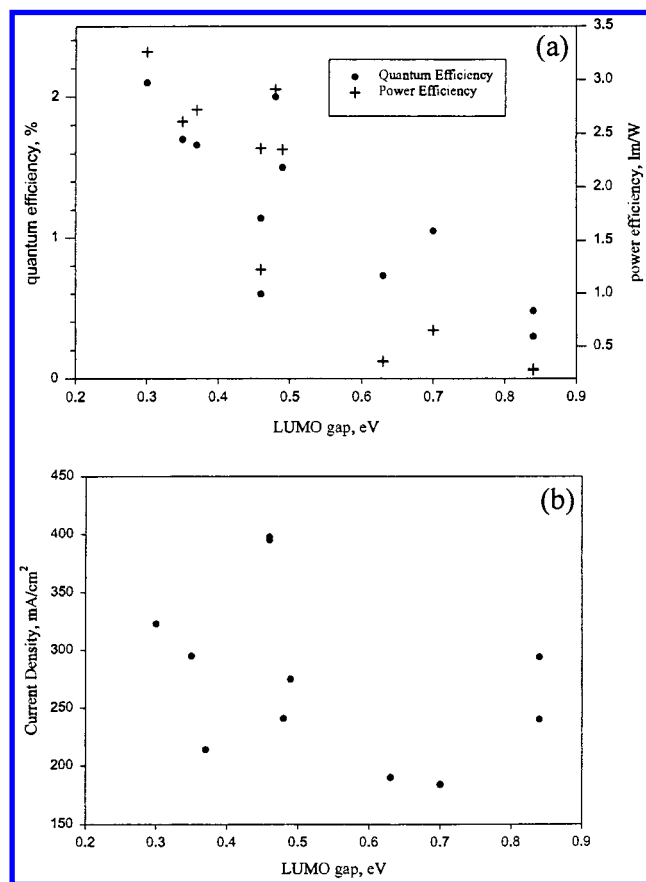 (a)
Quantum Efficiency
Power Efficiency
quantum efficiency, %
2
1
0
power efficiency, lm/W
3.5
3.0
2.5
2.0
1.5
1.0
0.5
0.2 0.3 0.4 0.5 0.6 0.7 0.8 0.9
LUMO gap, eV
(b)
Current Density, mA/cm²
450
400
350
300
250
200
150
0.2 0.3 0.4 0.5 0.6 0.7 0.8 0.9
LUMO gap, eV